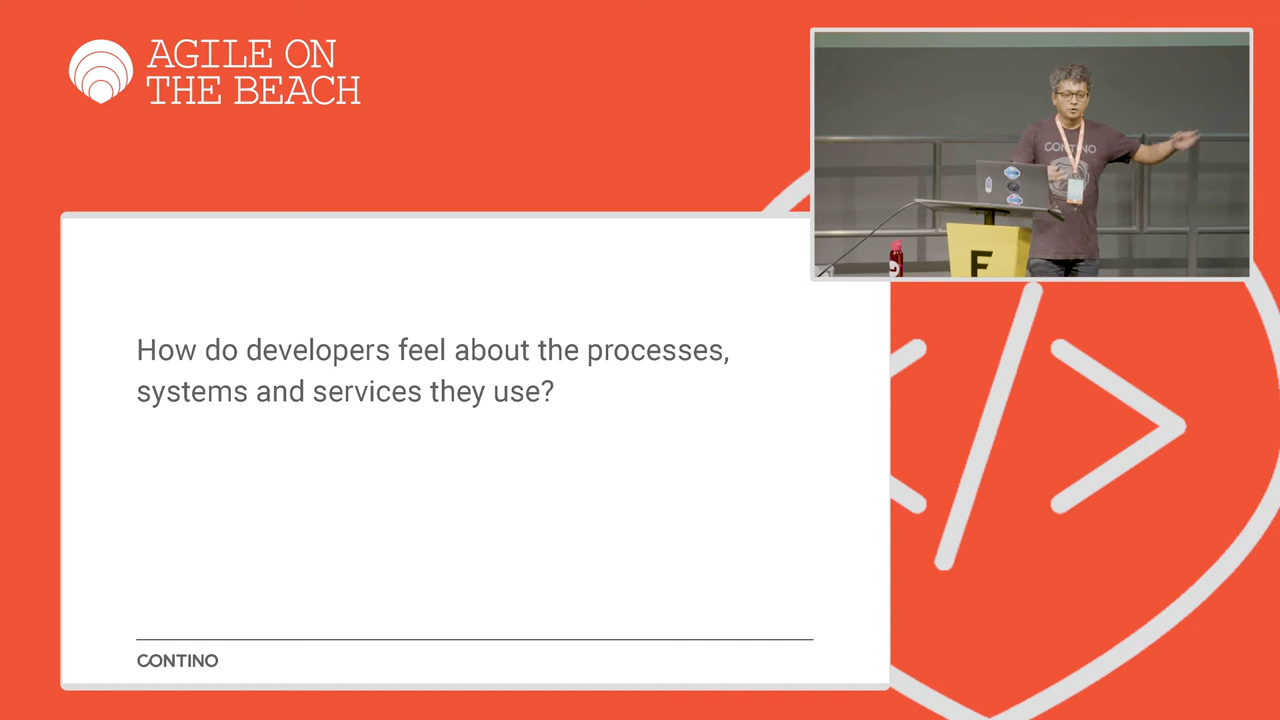 AGILE ON
THE BEACH
CONTINO
F
How do developers feel about the processes,
systems and services they use?
CONTINO